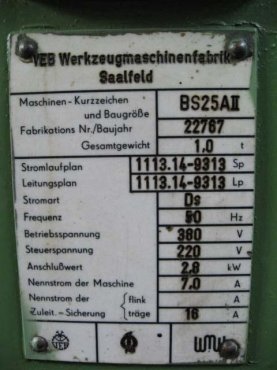 VEB Werkzeugmaschinenfabrik
Saalfeld
Maschinen-Kurzzeichen
und Baugröße BS25AII
Fabrikations Nr./Baujahr 22767
Gesamtgewicht 1,0 t
Stromlaufplan 1113.14-9313 Sp
Leitungsplan 1113.14-9313 Lp
Stromart Ds
Frequenz 50 Hz
Betriebsspannung 380 V
Steuerspannung 220 V
Anschlußwert 2,8 kW
Nennstrom der Maschine 7,0 A
Nennstrom der flink A
Zuleit.-Sicherung träge 16 A
VEB WMW